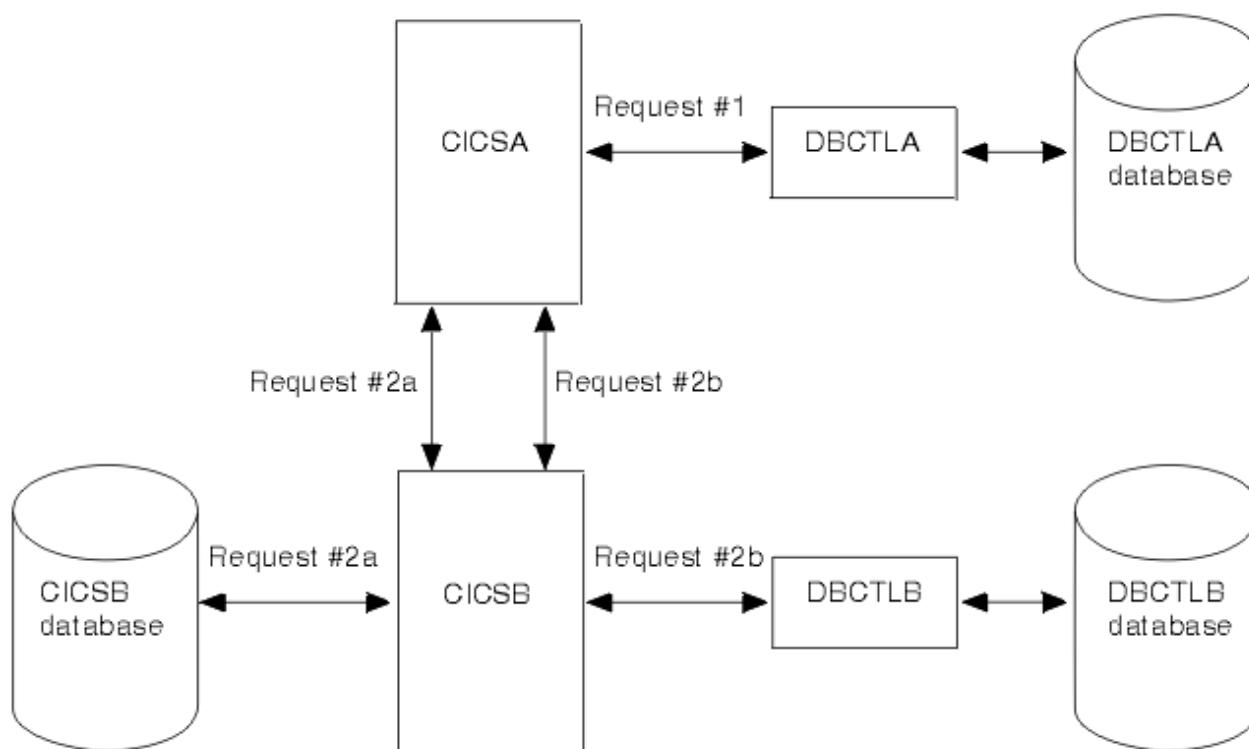 Request #1
CICSA
DBCTLA
DBCTLA
database
Request #2a
Request #2b
Request #2a
Request #2b
CICSB
database
CICSB
DBCTLB
DBCTLB
database